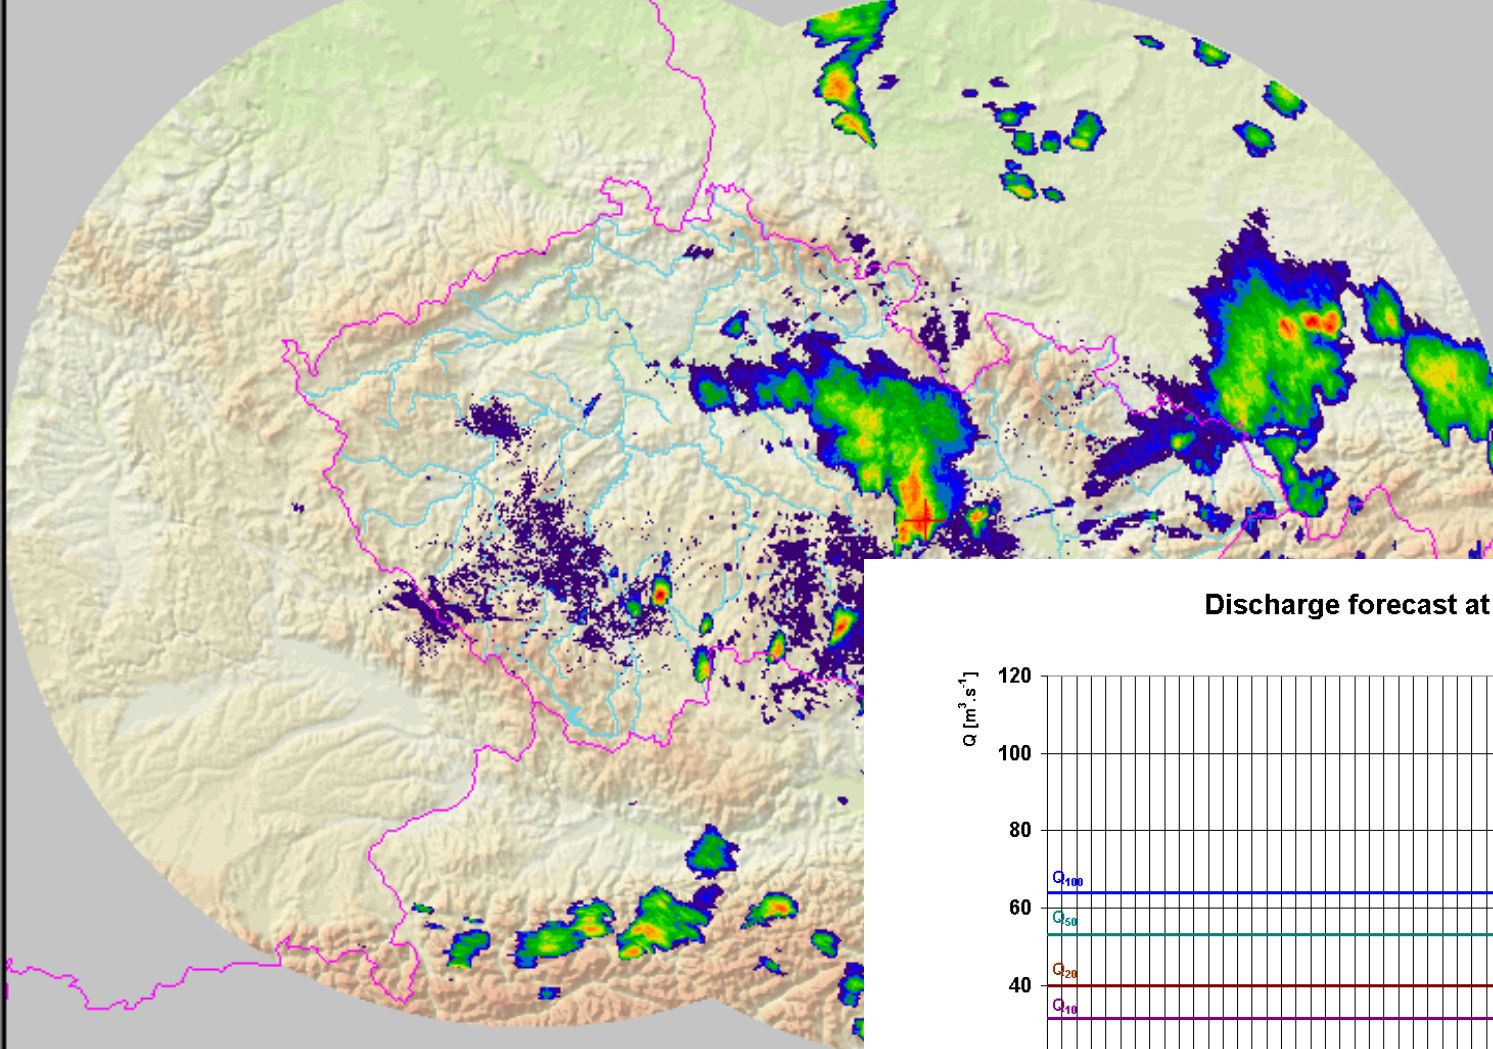 Discharge forecast at
Q [m³.s⁻¹]
120
100
80
Q₁₀₀
60
Q₅₀
Q₂₀
40
Q₁₀